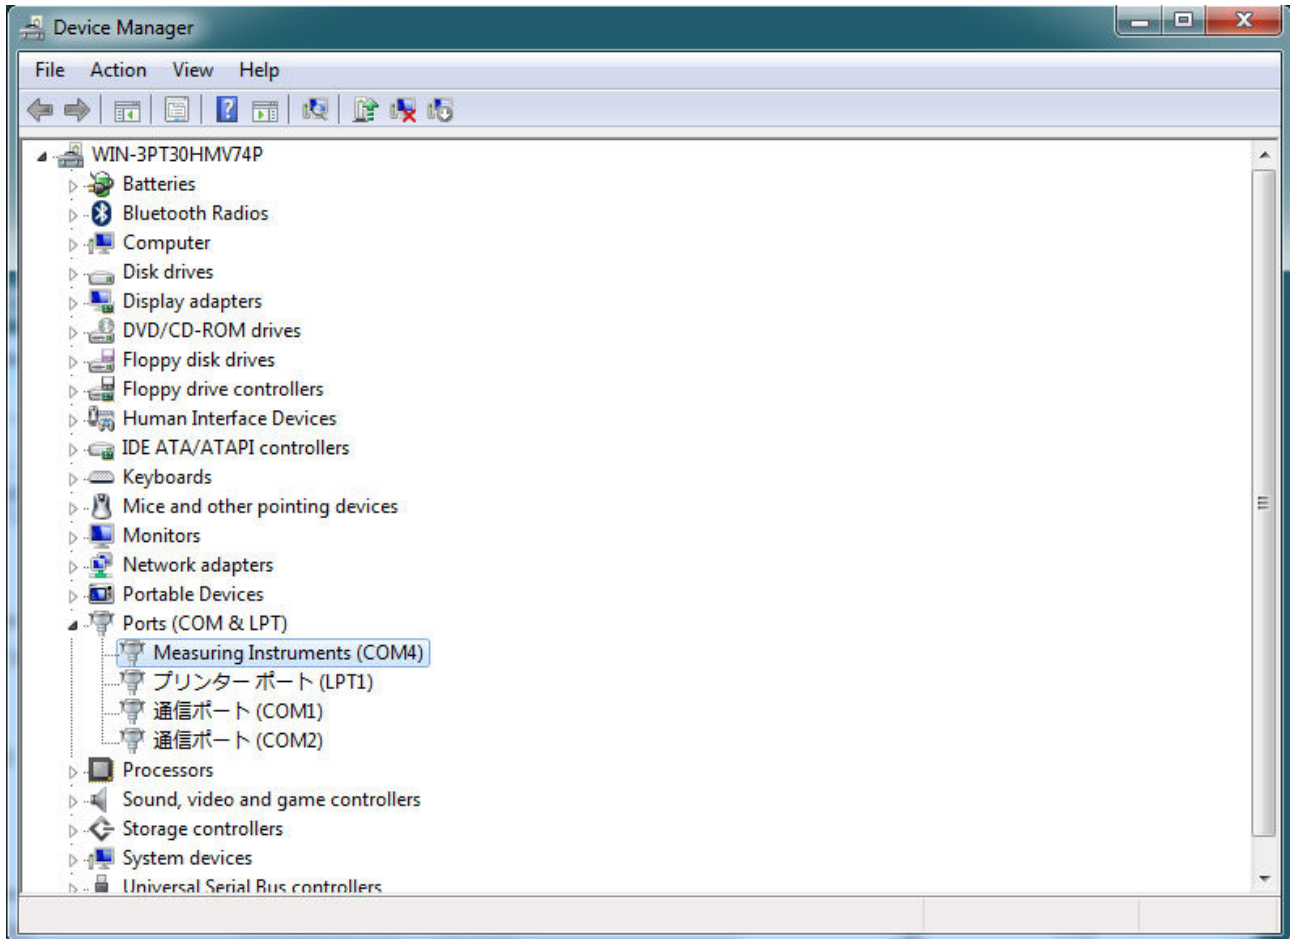 Device Manager
File Action View Help
WIN-3PT30HMV74P
Batteries
Bluetooth Radios
Computer
Disk drives
Display adapters
DVD/CD-ROM drives
Floppy disk drives
Floppy drive controllers
Human Interface Devices
IDE ATA/ATAPI controllers
Keyboards
Mice and other pointing devices
Monitors
Network adapters
Portable Devices
Ports (COM & LPT)
Measuring Instruments (COM4)
プリンター ポート (LPT1)
通信ポート (COM1)
通信ポート (COM2)
Processors
Sound, video and game controllers
Storage controllers
System devices
Universal Serial Bus controllers